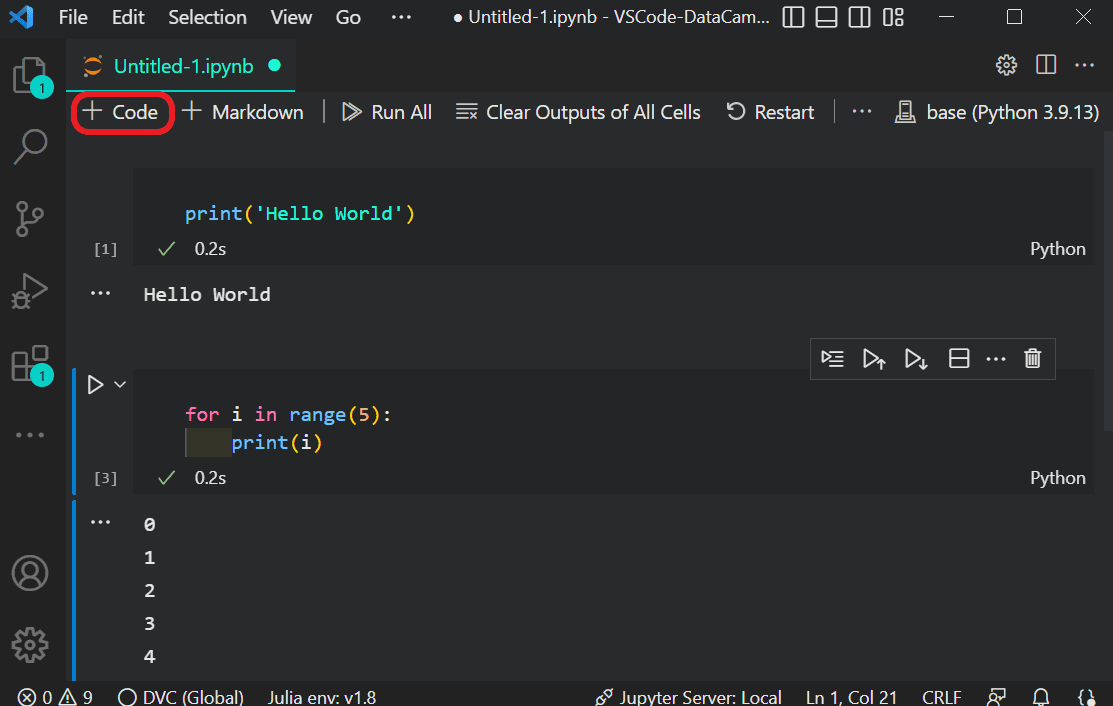 File Edit Selection View Go ··· ● Untitled-1.ipynb - VSCode-DataCam...
1
Untitled-1.ipynb ●
+ Code + Markdown | Run All Clear Outputs of All Cells Restart | ··· base (Python 3.9.13)
print('Hello World')
[1] ✓ 0.2s Python
··· Hello World
for i in range(5):
print(i)
1
[3] ✓ 0.2s Python
··· 0
1
2
3
4
0 9 DVC (Global) Julia env: v1.8 Jupyter Server: Local Ln 1, Col 21 CRLF